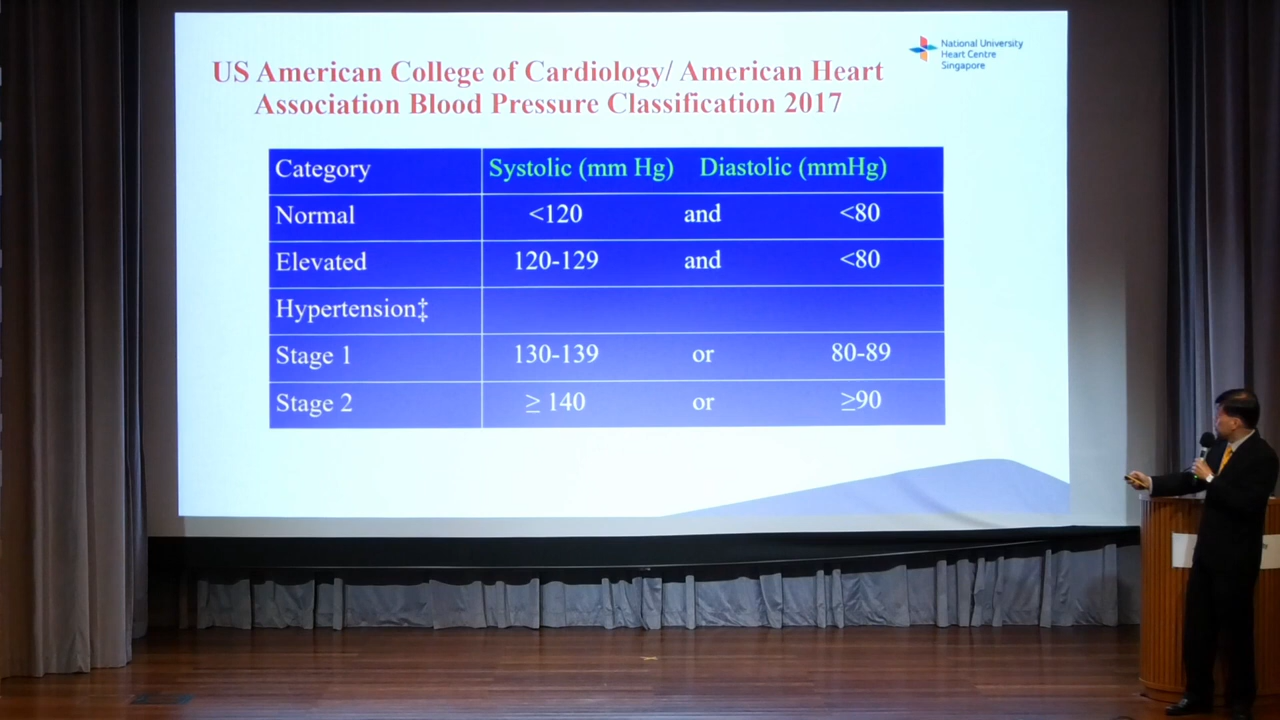 US American College of Cardiology/ American Heart
Association Blood Pressure Classification 2017
National University
Heart Centre
Singapore
Category Systolic (mm Hg) Diastolic (mmHg)
Normal <120 and <80
Elevated 120-129 and <80
Hypertension‡
Stage 1 130-139 or 80-89
Stage 2 ≥ 140 or ≥90